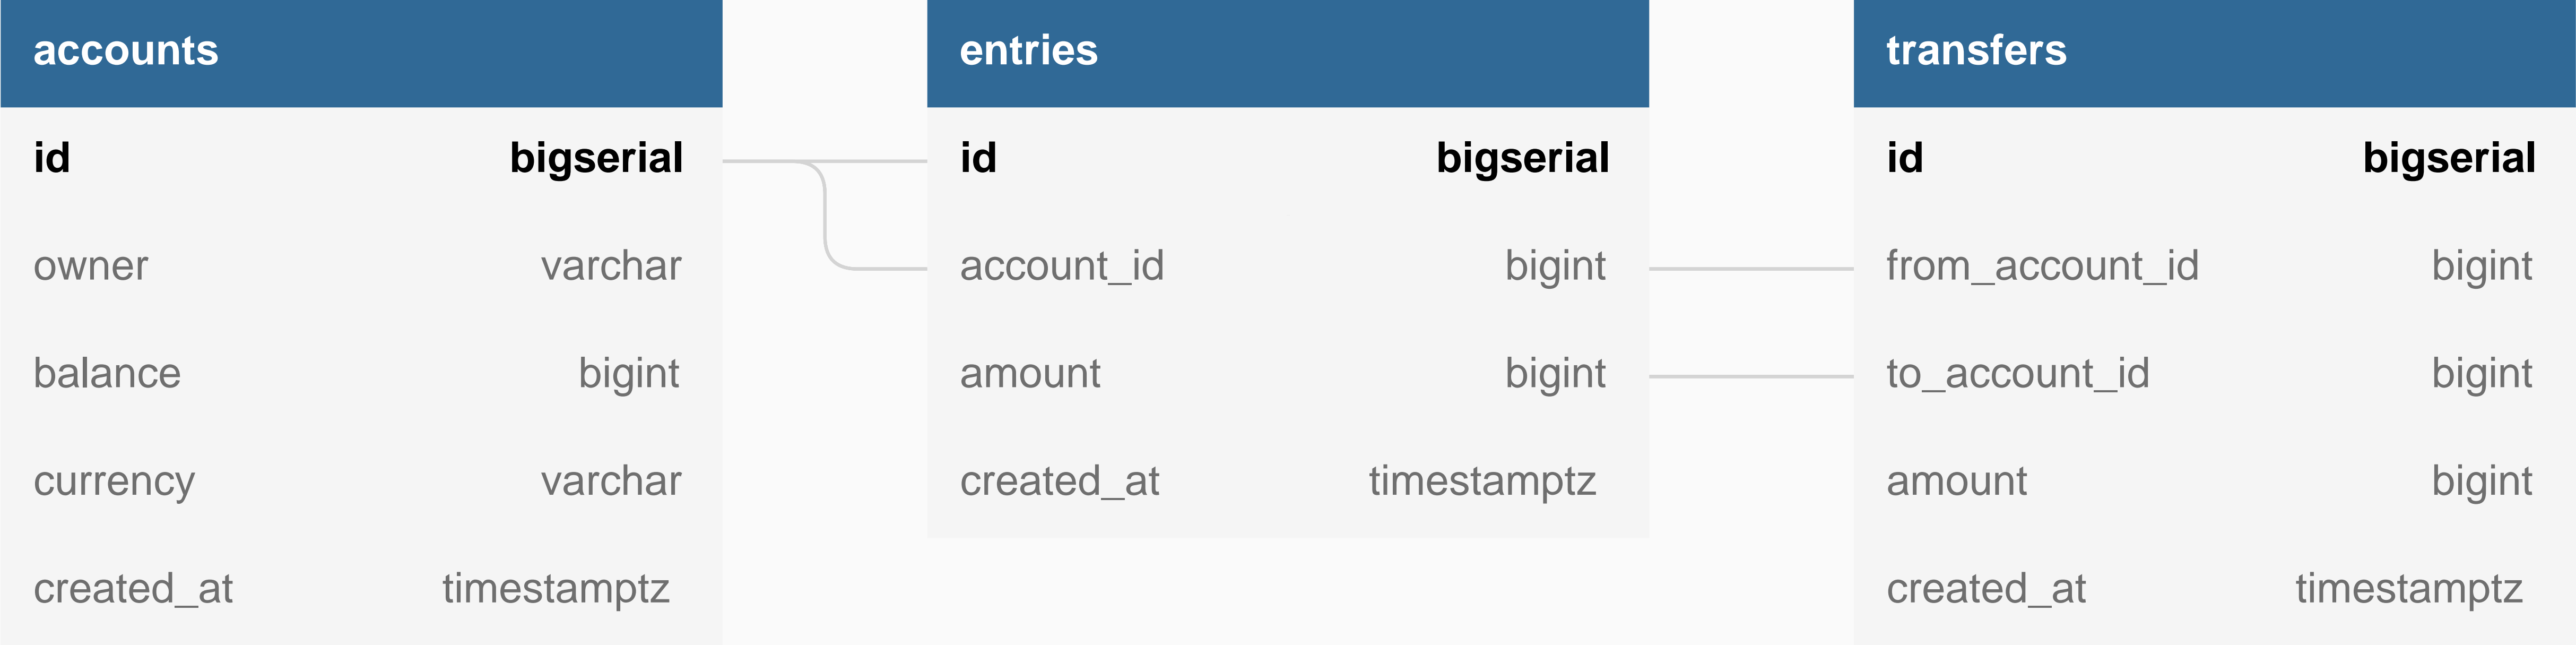 accounts
id bigserial
owner varchar
balance bigint
currency varchar
created_at timestamptz
entries
id bigserial
account_id bigint
amount bigint
created_at timestamptz
transfers
id bigserial
from_account_id bigint
to_account_id bigint
amount bigint
created_at timestamptz